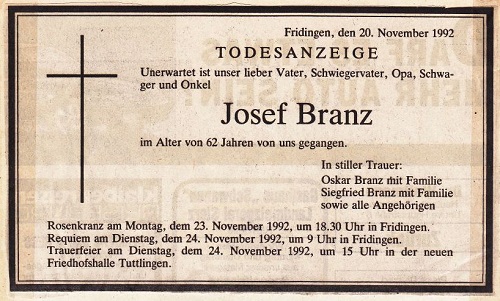 Fridingen, den 20. November 1992
TODESANZEIGE
Unerwartet ist unser lieber Vater, Schwiegervater, Opa, Schwa-
ger und Onkel
Josef Branz
im Alter von 62 Jahren von uns gegangen.
In stiller Trauer:
Oskar Branz mit Familie
Siegfried Branz mit Familie
sowie alle Angehörigen
Rosenkranz am Montag, dem 23. November 1992, um 18.30 Uhr in Fridingen.
Requiem am Dienstag, dem 24. November 1992, um 9 Uhr in Fridingen.
Trauerfeier am Dienstag, dem 24. November 1992, um 15 Uhr in der neuen
Friedhofshalle Tuttlingen.